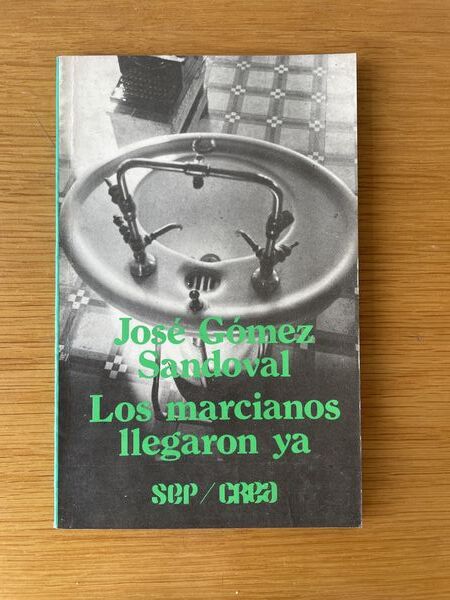 José Gómez
Sandoval
Los marcianos
llegaron ya
sep/crea